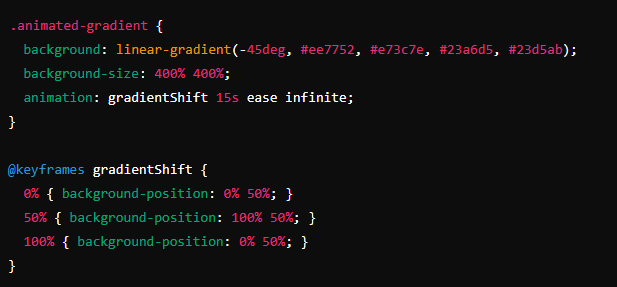 .animated-gradient {
  background: linear-gradient(-45deg, #ee7752, #e73c7e, #23a6d5, #23d5ab);
  background-size: 400% 400%;
  animation: gradientShift 15s ease infinite;
}

@keyframes gradientShift {
  0% { background-position: 0% 50%; }
  50% { background-position: 100% 50%; }
  100% { background-position: 0% 50%; }
}